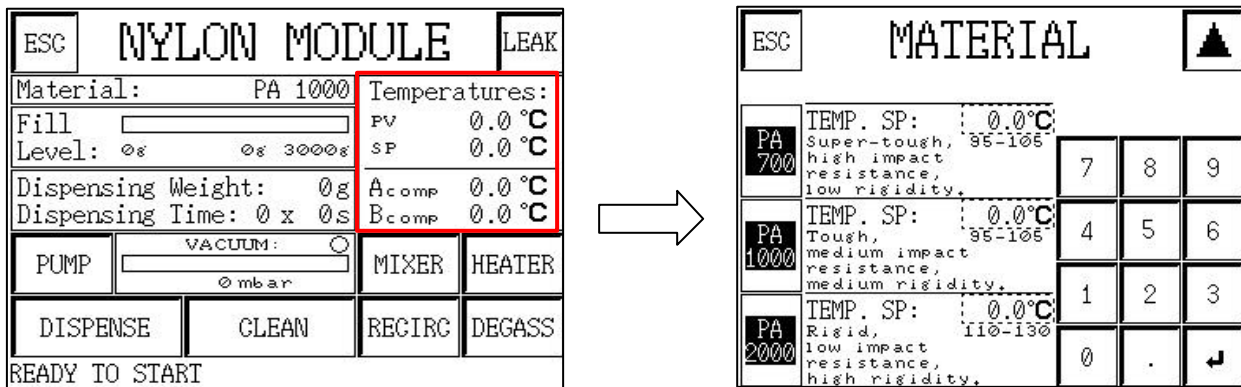 ESC NYLON MODULE LEAK
Material: PA 1000
Fill
Level: 0g 0g 3000g
Dispensing Weight: 0g
Dispensing Time: 0 x 0s
Temperatures:
PV 0.0 °C
SP 0.0 °C
Acomp 0.0 °C
Bcomp 0.0 °C
PUMP
VACUUM:
0 mbar
MIXER HEATER
DISPENSE CLEAN RECIRC DEGASS
READY TO START
ESC MATERIAL
PA
700
TEMP. SP: 0.0°C
Super-tough, 95-105
high impact
resistance,
low rigidity.
PA
1000
TEMP. SP: 0.0°C
Tough, 95-105
medium impact
resistance,
medium rigidity.
PA
2000
TEMP. SP: 0.0°C
Rigid, 110-130
low impact
resistance,
high rigidity.
7 8 9
4 5 6
1 2 3
0 .